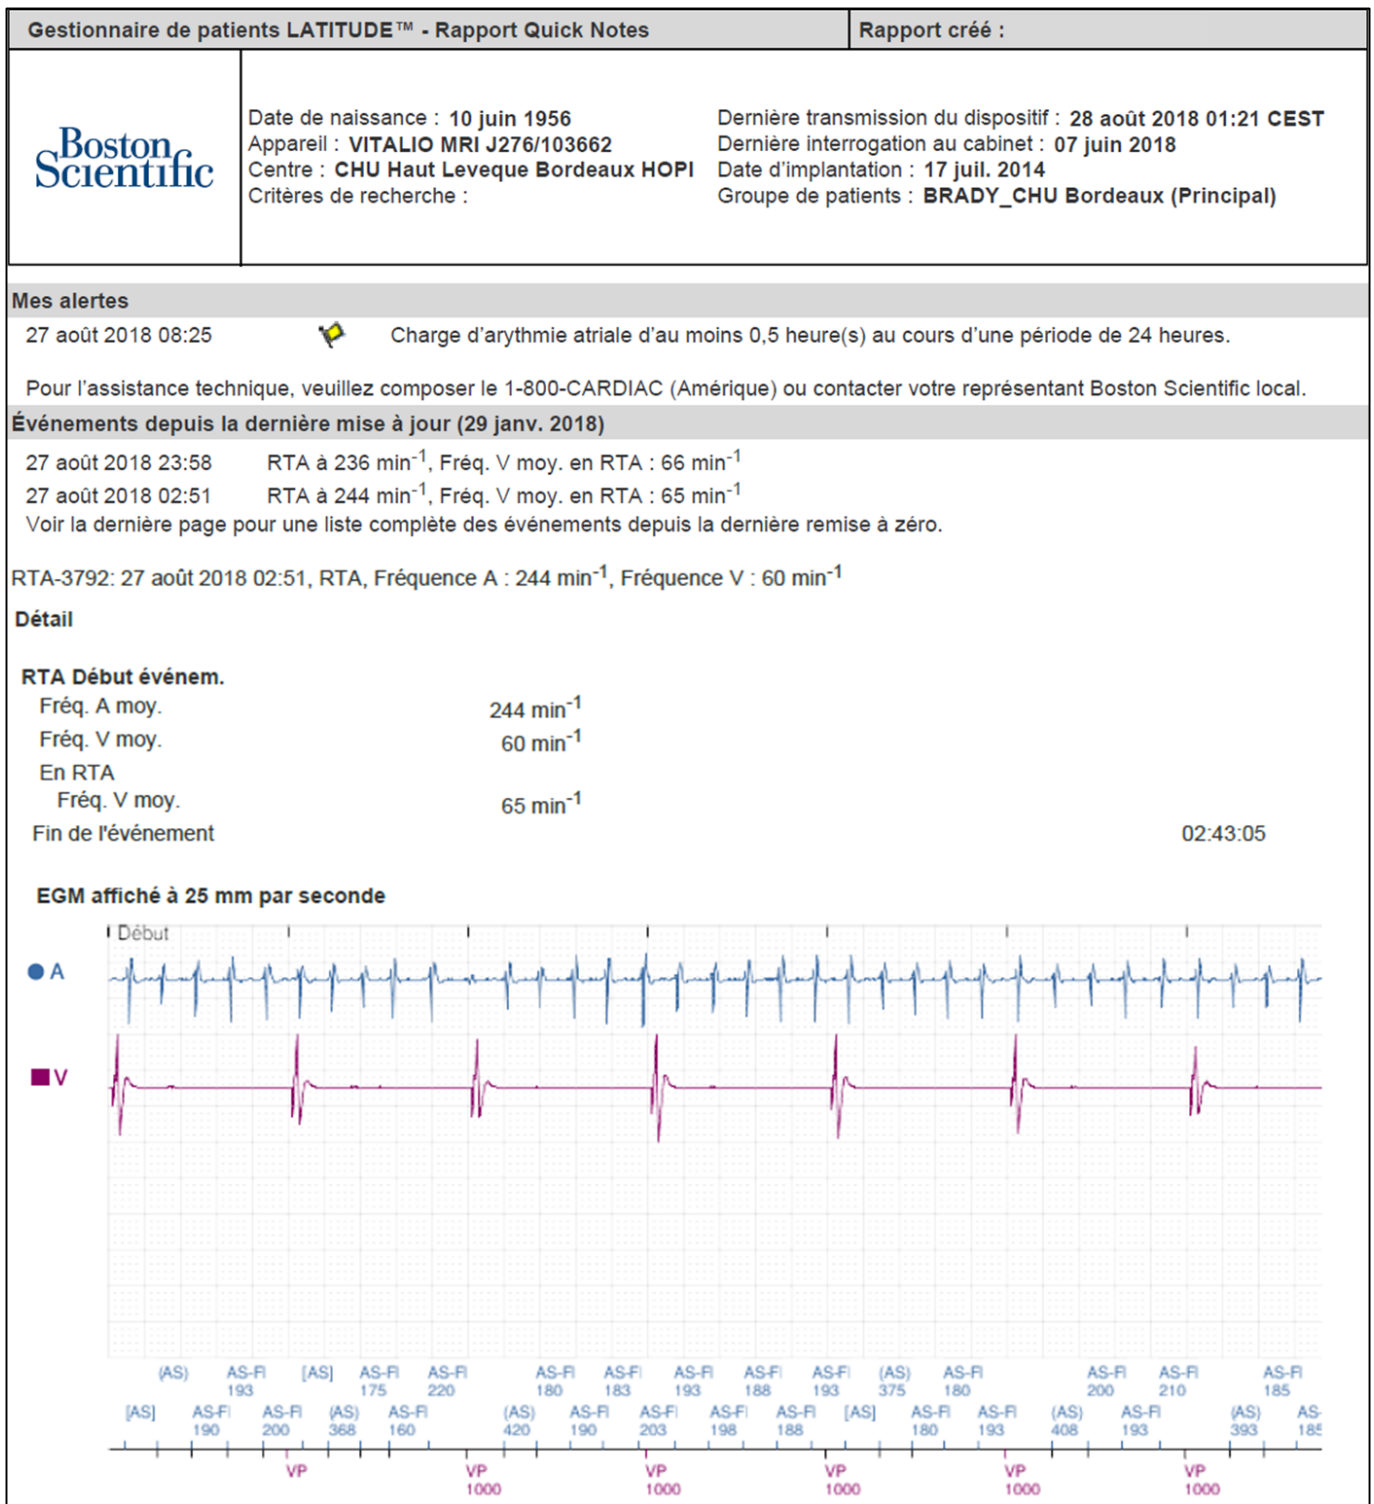 Gestionnaire de patients LATITUDE™ - Rapport Quick Notes
Rapport créé :
Boston Scientific
Date de naissance : 10 juin 1956
Appareil : VITALIO MRI J276/103662
Centre : CHU Haut Leveque Bordeaux HOPI
Critères de recherche :
Dernière transmission du dispositif : 28 août 2018 01:21 CEST
Dernière interrogation au cabinet : 07 juin 2018
Date d'implantation : 17 juil. 2014
Groupe de patients : BRADY_CHU Bordeaux (Principal)
Mes alertes
27 août 2018 08:25 Charge d'arythmie atriale d'au moins 0,5 heure(s) au cours d'une période de 24 heures.
Pour l'assistance technique, veuillez composer le 1-800-CARDIAC (Amérique) ou contacter votre représentant Boston Scientific local.
Événements depuis la dernière mise à jour (29 janv. 2018)
27 août 2018 23:58 RTA à 236 min-1, Fréq. V moy. en RTA : 66 min-1
27 août 2018 02:51 RTA à 244 min-1, Fréq. V moy. en RTA : 65 min-1
Voir la dernière page pour une liste complète des événements depuis la dernière remise à zéro.
RTA-3792: 27 août 2018 02:51, RTA, Fréquence A : 244 min-1, Fréquence V : 60 min-1
Détail
RTA Début événem.
Fréq. A moy. 244 min-1
Fréq. V moy. 60 min-1
En RTA
Fréq. V moy. 65 min-1
Fin de l'événement 02:43:05
EGM affiché à 25 mm par seconde
Début
A
V
(AS) AS-FI [AS] AS-FI AS-FI AS-FI AS-FI AS-FI AS-FI AS-FI (AS) AS-FI AS-FI AS-FI AS-FI
193 175 220 180 183 193 188 193 375 180 200 210 185
[AS] AS-FI AS-FI (AS) AS-FI (AS) AS-FI AS-FI AS-FI AS-FI [AS] AS-FI AS-FI (AS) AS-FI (AS) AS-
190 200 368 160 420 190 203 198 188 180 193 408 193 393 185
VP VP VP VP VP VP
1000 1000 1000 1000 1000